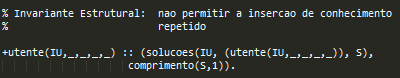 % Invariante Estrutural:  nao permitir a insercao de conhecimento
%                         repetido
+utente(IU,_,_,_,_) :: (solucoes(IU, (utente(IU,_,_,_,_)), S),
comprimento(S,1)).